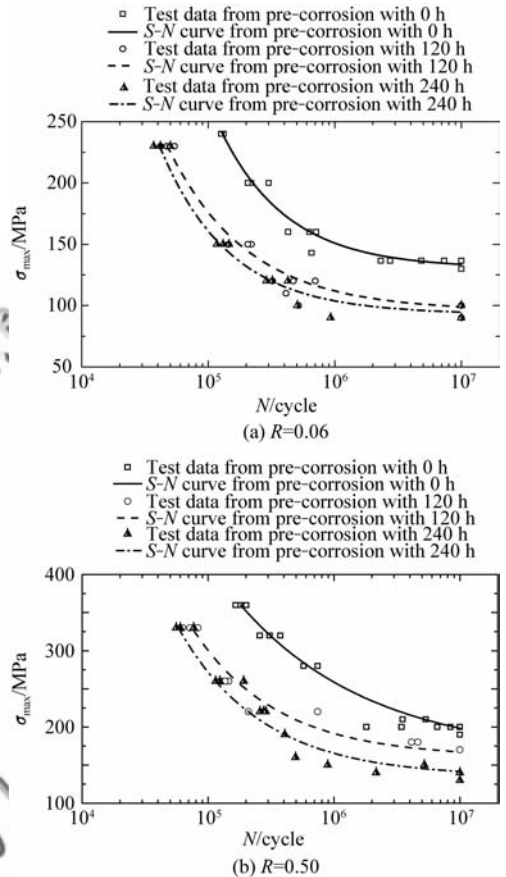 Test data from pre-corrosion with 0 h
S-N curve from pre-corrosion with 0 h
Test data from pre-corrosion with 120 h
S-N curve from pre-corrosion with 120 h
Test data from pre-corrosion with 240 h
S-N curve from pre-corrosion with 240 h
250
200
150
100
50
σmax/MPa
10⁴ 10⁵ 10⁶ 10⁷
N/cycle
(a) R=0.06
Test data from pre-corrosion with 0 h
S-N curve from pre-corrosion with 0 h
Test data from pre-corrosion with 120 h
S-N curve from pre-corrosion with 120 h
Test data from pre-corrosion with 240 h
S-N curve from pre-corrosion with 240 h
500
400
300
200
100
σmax/MPa
10⁴ 10⁵ 10⁶ 10⁷
N/cycle
(b) R=0.50